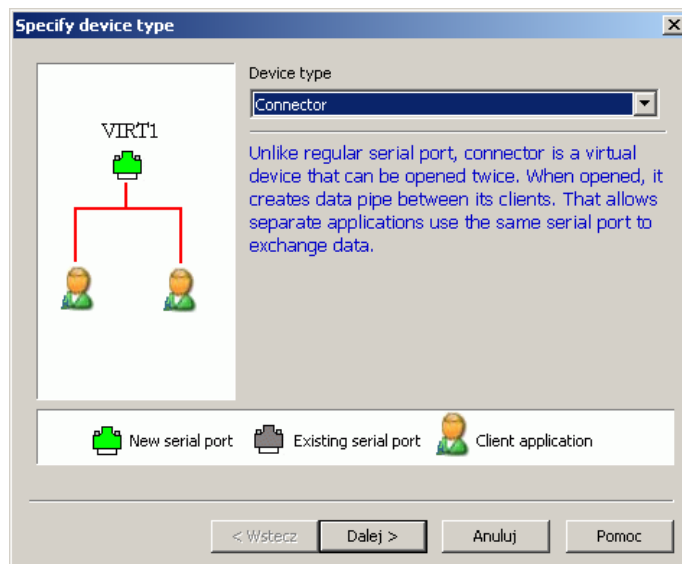 Specify device type
Device type
Connector
VIRT1
Unlike regular serial port, connector is a virtual
device that can be opened twice. When opened, it
creates data pipe between its clients. That allows
separate applications use the same serial port to
exchange data.
New serial port Existing serial port Client application
< Wstecz Dalej > Anuluj Pomoc